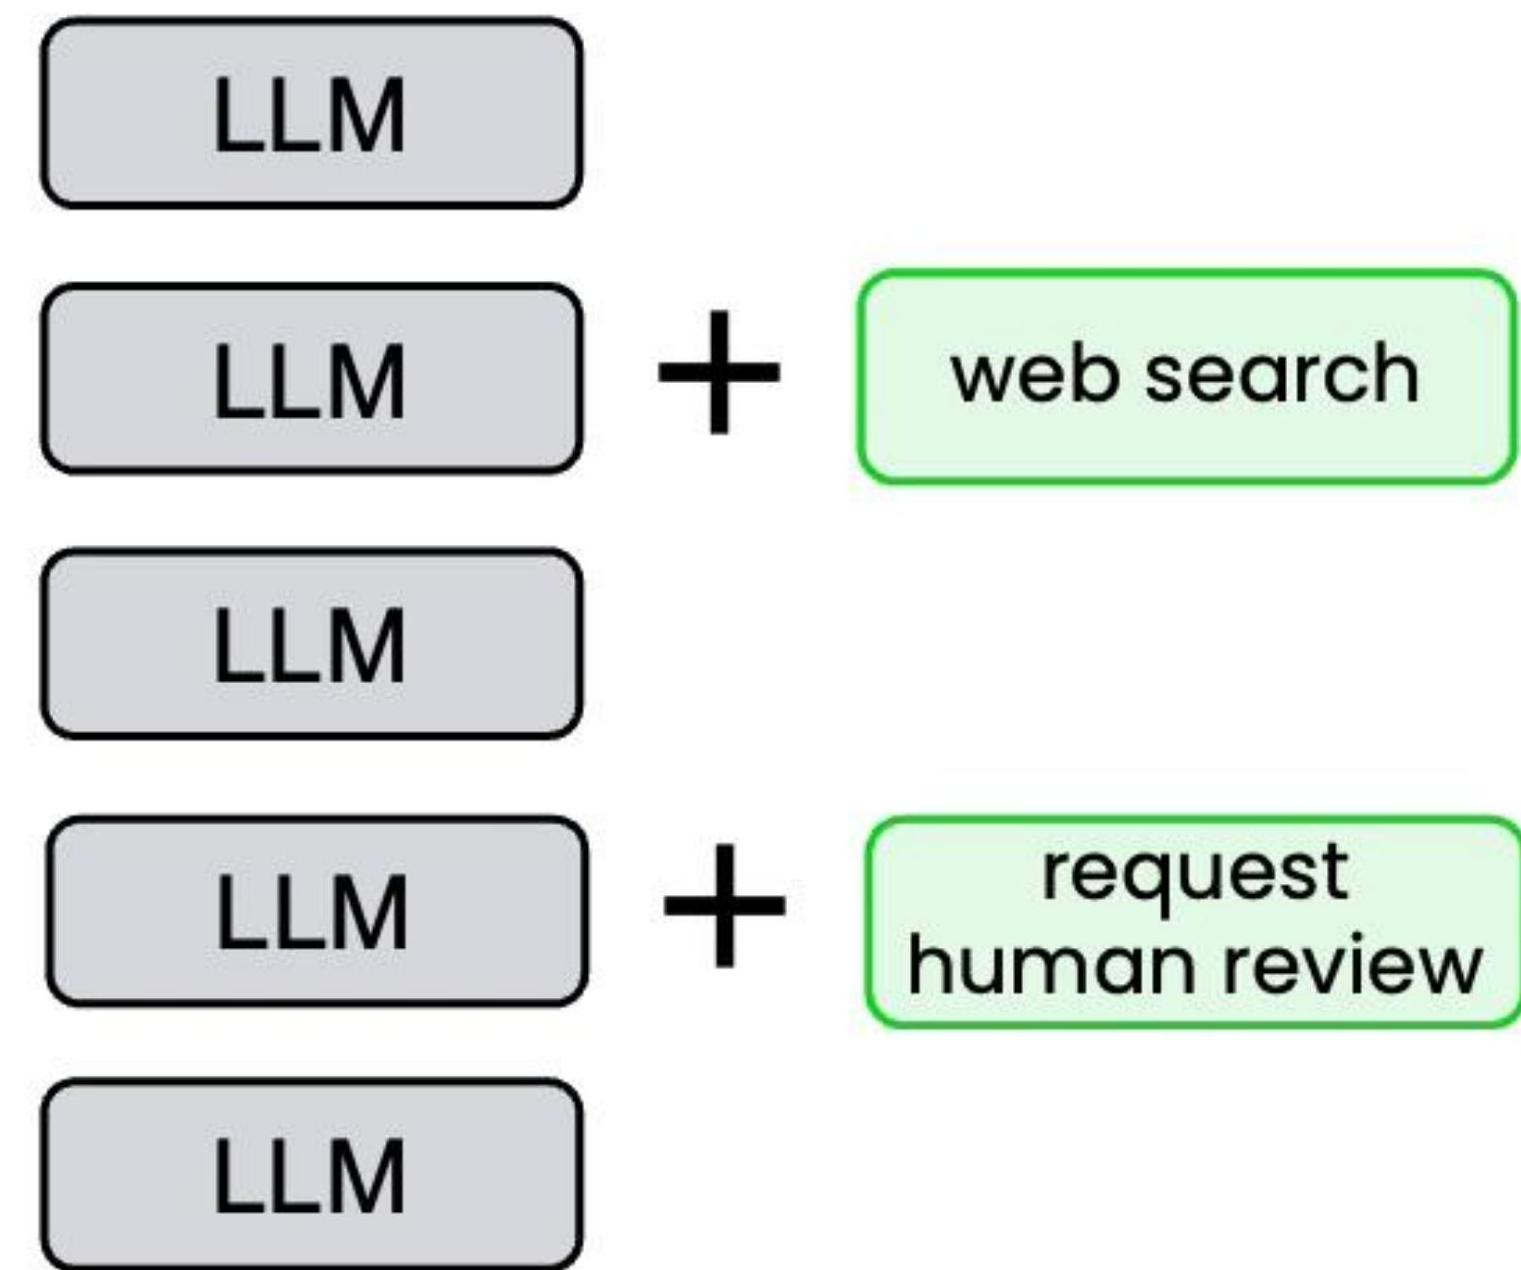 LLM
LLM
+
web search
LLM
LLM
+
request
human review
LLM